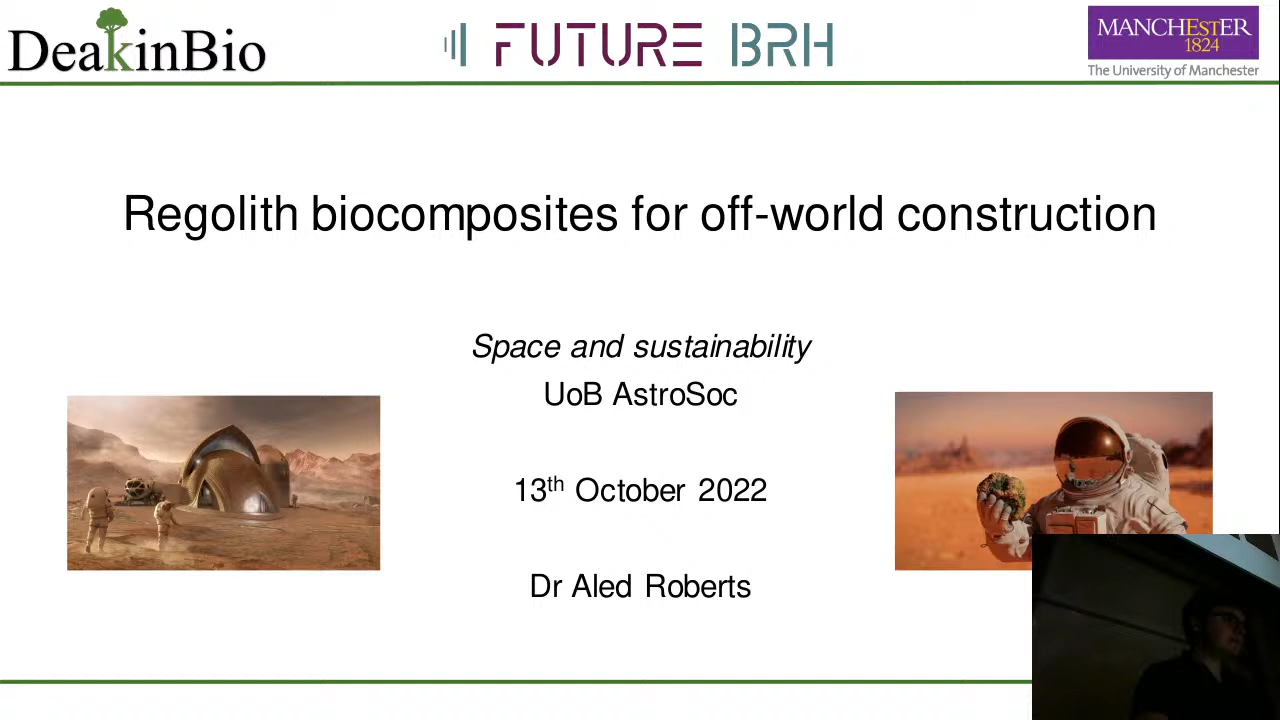 DeakinBio
FUTURE BRH
MANCHESTER
1824
The University of Manchester
Regolith biocomposites for off-world construction
Space and sustainability
UoB AstroSoc
13th October 2022
Dr Aled Roberts